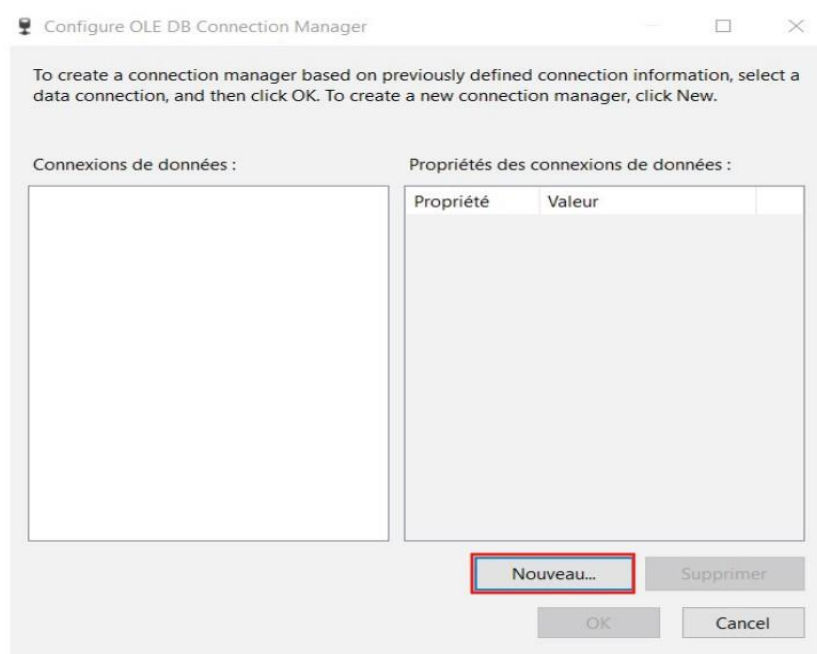 Configure OLE DB Connection Manager
To create a connection manager based on previously defined connection information, select a
data connection, and then click OK. To create a new connection manager, click New.
Connexions de données :
Propriétés des connexions de données :
Propriété Valeur
Nouveau... Supprimer
OK Cancel